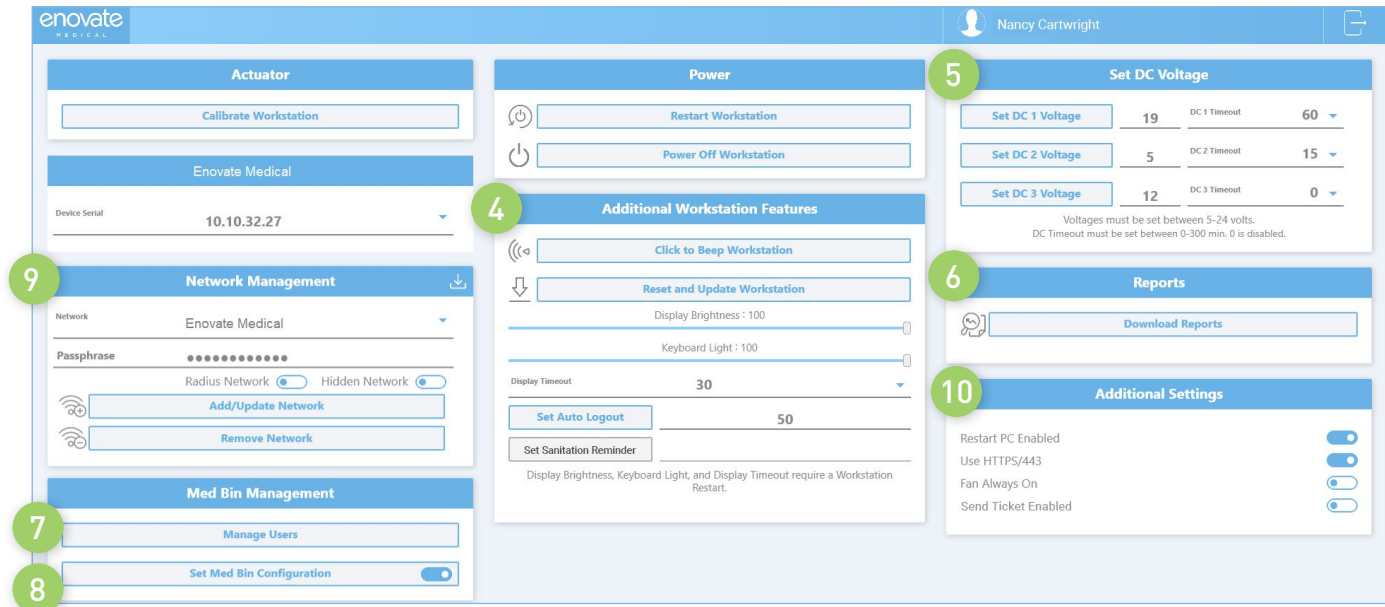 enovate
MEDICAL
Nancy Cartwright
Actuator
Calibrate Workstation
Enovate Medical
Device Serial 10.10.32.27
9 Network Management
Network Enovate Medical
Passphrase ●●●●●●●●●●●●
Radius Network Hidden Network
Add/Update Network
Remove Network
Med Bin Management
7 Manage Users
8 Set Med Bin Configuration
Power
Restart Workstation
Power Off Workstation
4 Additional Workstation Features
Click to Beep Workstation
Reset and Update Workstation
Display Brightness : 100
Keyboard Light : 100
Display Timeout 30
Set Auto Logout 50
Set Sanitation Reminder
Display Brightness, Keyboard Light, and Display Timeout require a Workstation
Restart.
5 Set DC Voltage
Set DC 1 Voltage 19 DC 1 Timeout 60
Set DC 2 Voltage 5 DC 2 Timeout 15
Set DC 3 Voltage 12 DC 3 Timeout 0
Voltages must be set between 5-24 volts.
DC Timeout must be set between 0-300 min. 0 is disabled.
6 Reports
Download Reports
10 Additional Settings
Restart PC Enabled
Use HTTPS/443
Fan Always On
Send Ticket Enabled